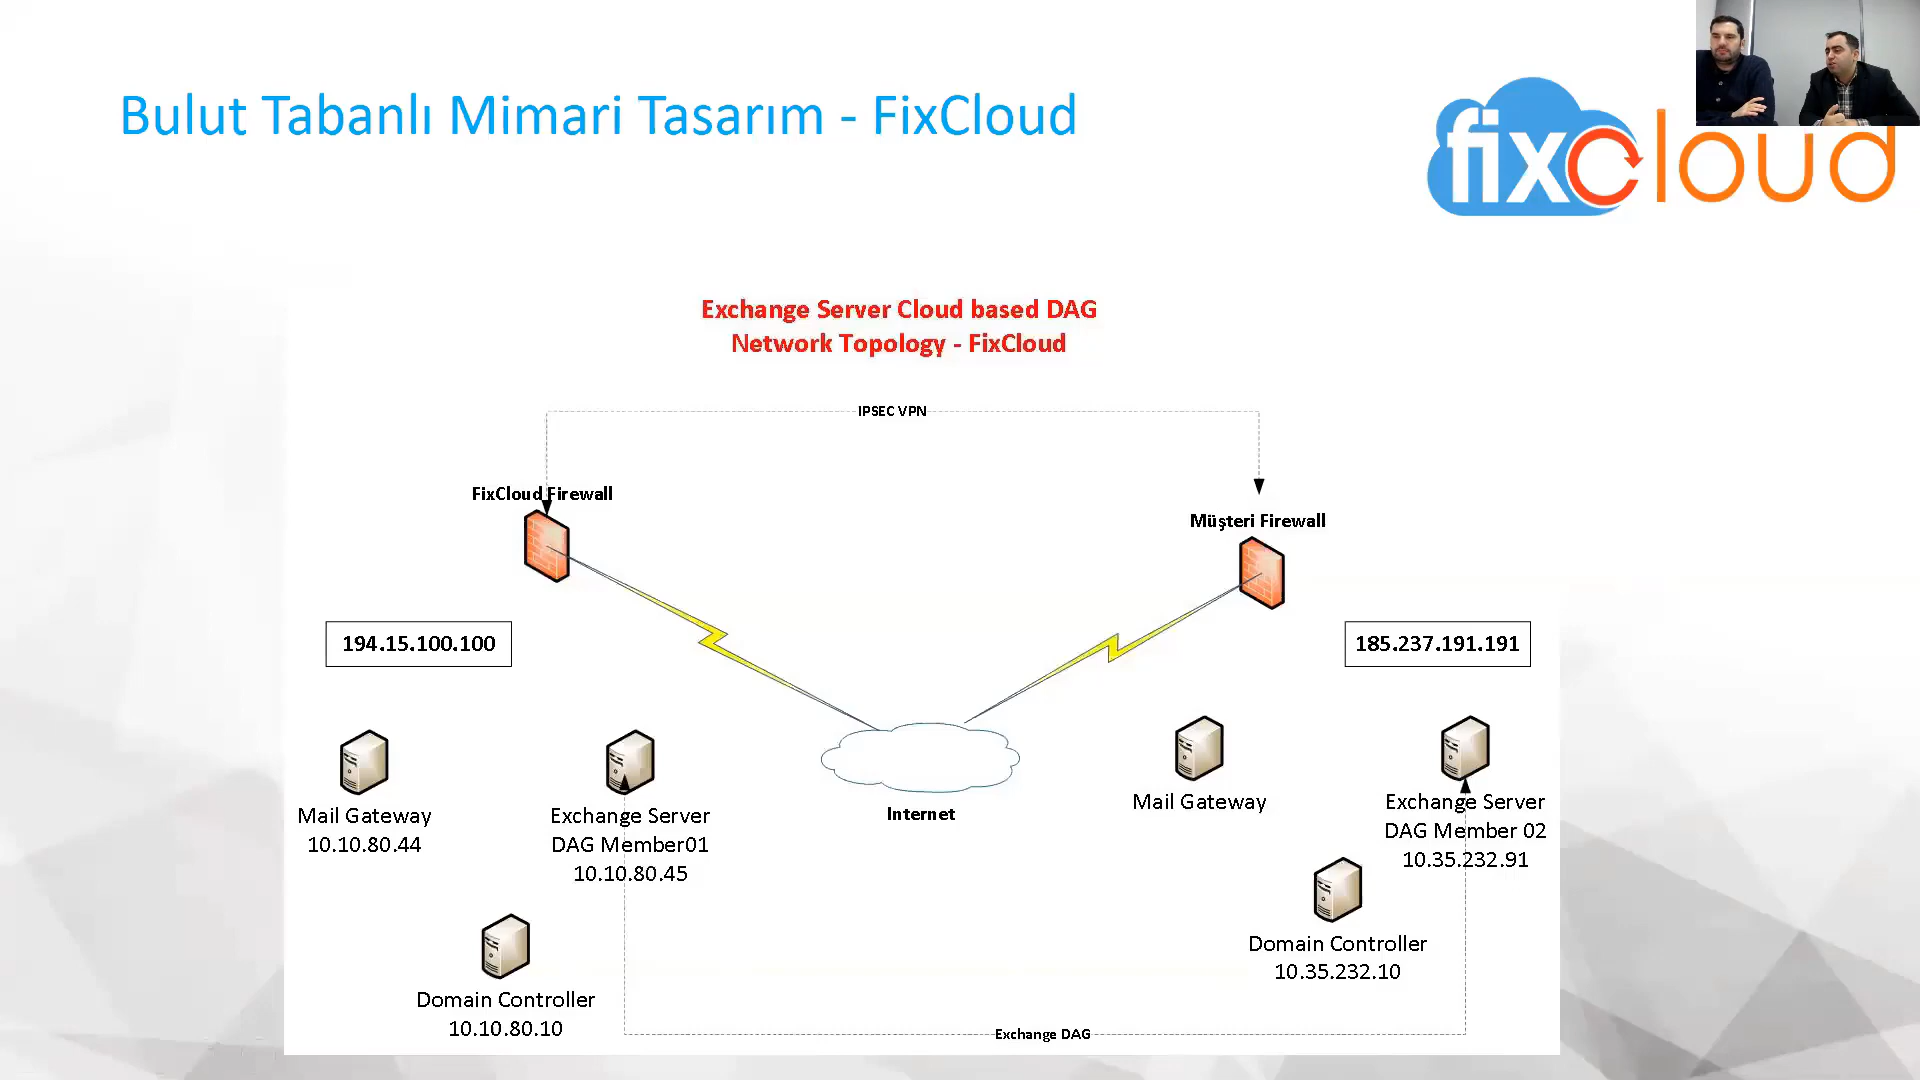 Bulut Tabanlı Mimari Tasarım - FixCloud
fixcloud
Exchange Server Cloud based DAG
Network Topology - FixCloud
IPSEC VPN
FixCloud Firewall
Müşteri Firewall
194.15.100.100
185.237.191.191
Mail Gateway
10.10.80.44
Exchange Server
DAG Member01
10.10.80.45
Internet
Mail Gateway
Exchange Server
DAG Member 02
10.35.232.91
Domain Controller
10.10.80.10
Domain Controller
10.35.232.10
Exchange DAG